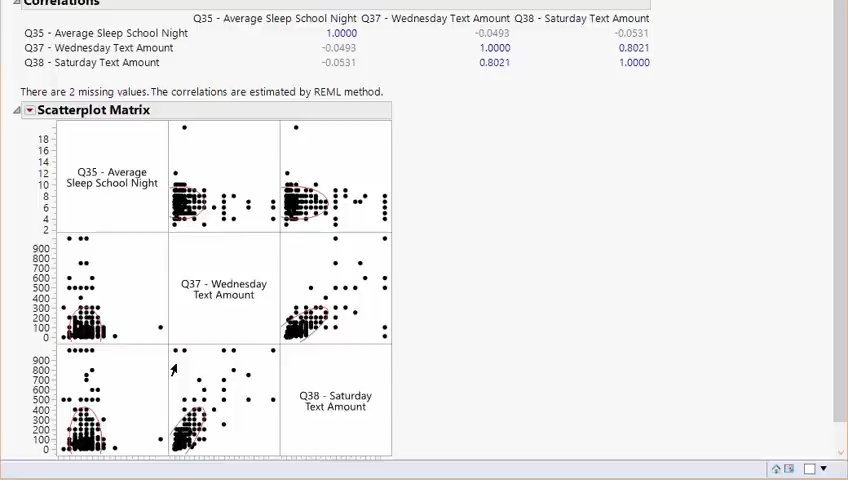 Correlations
Q35 - Average Sleep School Night Q37 - Wednesday Text Amount Q38 - Saturday Text Amount
Q35 - Average Sleep School Night 1.0000 -0.0493 -0.0531
Q37 - Wednesday Text Amount -0.0493 1.0000 0.8021
Q38 - Saturday Text Amount -0.0531 0.8021 1.0000
There are 2 missing values. The correlations are estimated by REML method.
Scatterplot Matrix
18
16
14
12
10
8
6
4
2
Q35 - Average
Sleep School Night
900
800
700
600
500
400
300
200
100
0
Q37 - Wednesday
Text Amount
900
800
700
600
500
400
300
200
100
0
Q38 - Saturday
Text Amount